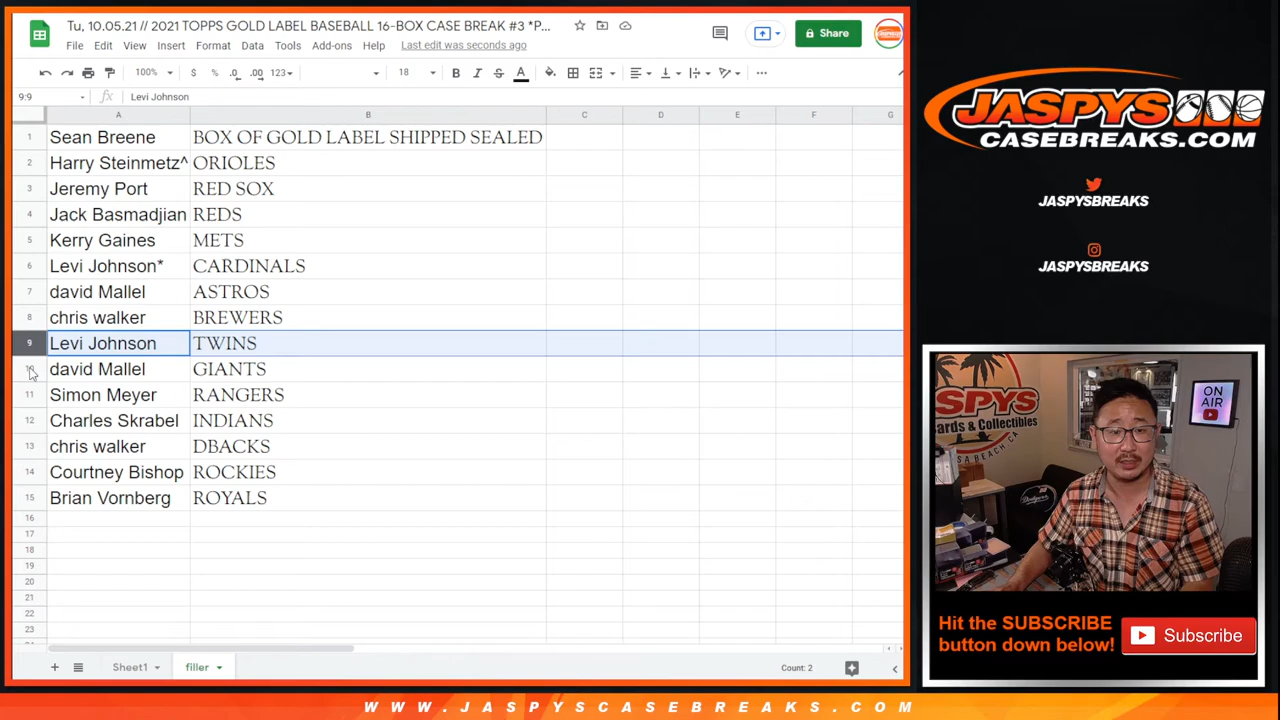 Tu, 10.05.21 // 2021 TOPPS GOLD LABEL BASEBALL 16-BOX CASE BREAK #3 *P...
File Edit View Insert Format Data Tools Add-ons Help Last edit was seconds ago
Share
100% $ % .0 .00 123 18 B I S A
9:9 fx Levi Johnson
A B C D E F G
1 Sean Breene BOX OF GOLD LABEL SHIPPED SEALED
2 Harry Steinmetz^ ORIOLES
3 Jeremy Port RED SOX
4 Jack Basmadjian REDS
5 Kerry Gaines METS
6 Levi Johnson* CARDINALS
7 david Mallel ASTROS
8 chris walker BREWERS
9 Levi Johnson TWINS
10 david Mallel GIANTS
11 Simon Meyer RANGERS
12 Charles Skrabel INDIANS
13 chris walker DBACKS
14 Courtney Bishop ROCKIES
15 Brian Vornberg ROYALS
16
17
18
19
20
21
22
23
Sheet1 filler Count: 2
JASPYS
CASEBREAKS.COM
JASPYSBREAKS
JASPYSBREAKS
ASPYS
ards & Collectibles
SA BEACH, CA
ON
AIR
Hit the SUBSCRIBE
button down below!
Subscribe
WWW.JASPYSCASEBREAKS.COM